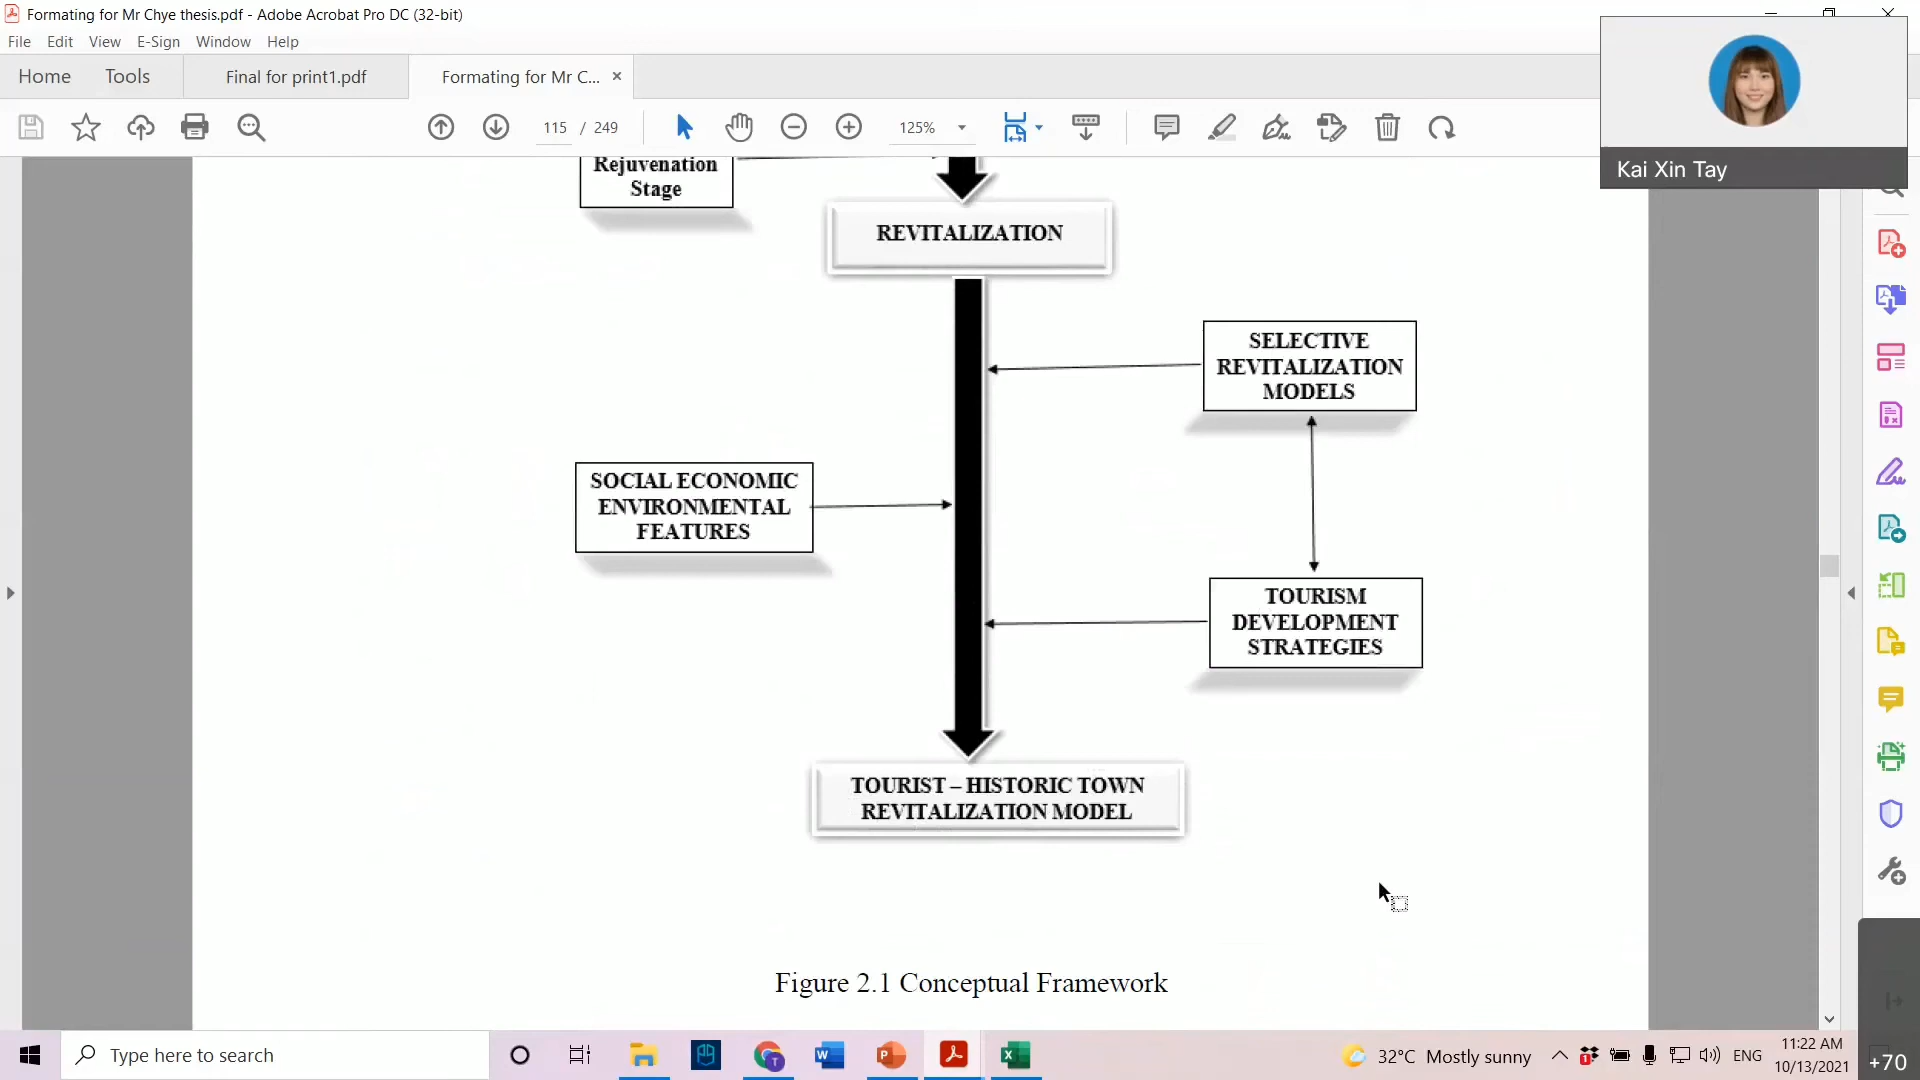 Formating for Mr Chye thesis.pdf - Adobe Acrobat Pro DC (32-bit)
File Edit View E-Sign Window Help
Home Tools Final for print1.pdf Formating for Mr C... ×
115 / 249 125%
Kai Xin Tay
Rejuvenation
Stage
REVITALIZATION
SELECTIVE
REVITALIZATION
MODELS
SOCIAL ECONOMIC
ENVIRONMENTAL
FEATURES
TOURISM
DEVELOPMENT
STRATEGIES
TOURIST – HISTORIC TOWN
REVITALIZATION MODEL
Figure 2.1 Conceptual Framework
Type here to search
32°C Mostly sunny
ENG
11:22 AM
10/13/2021
+70